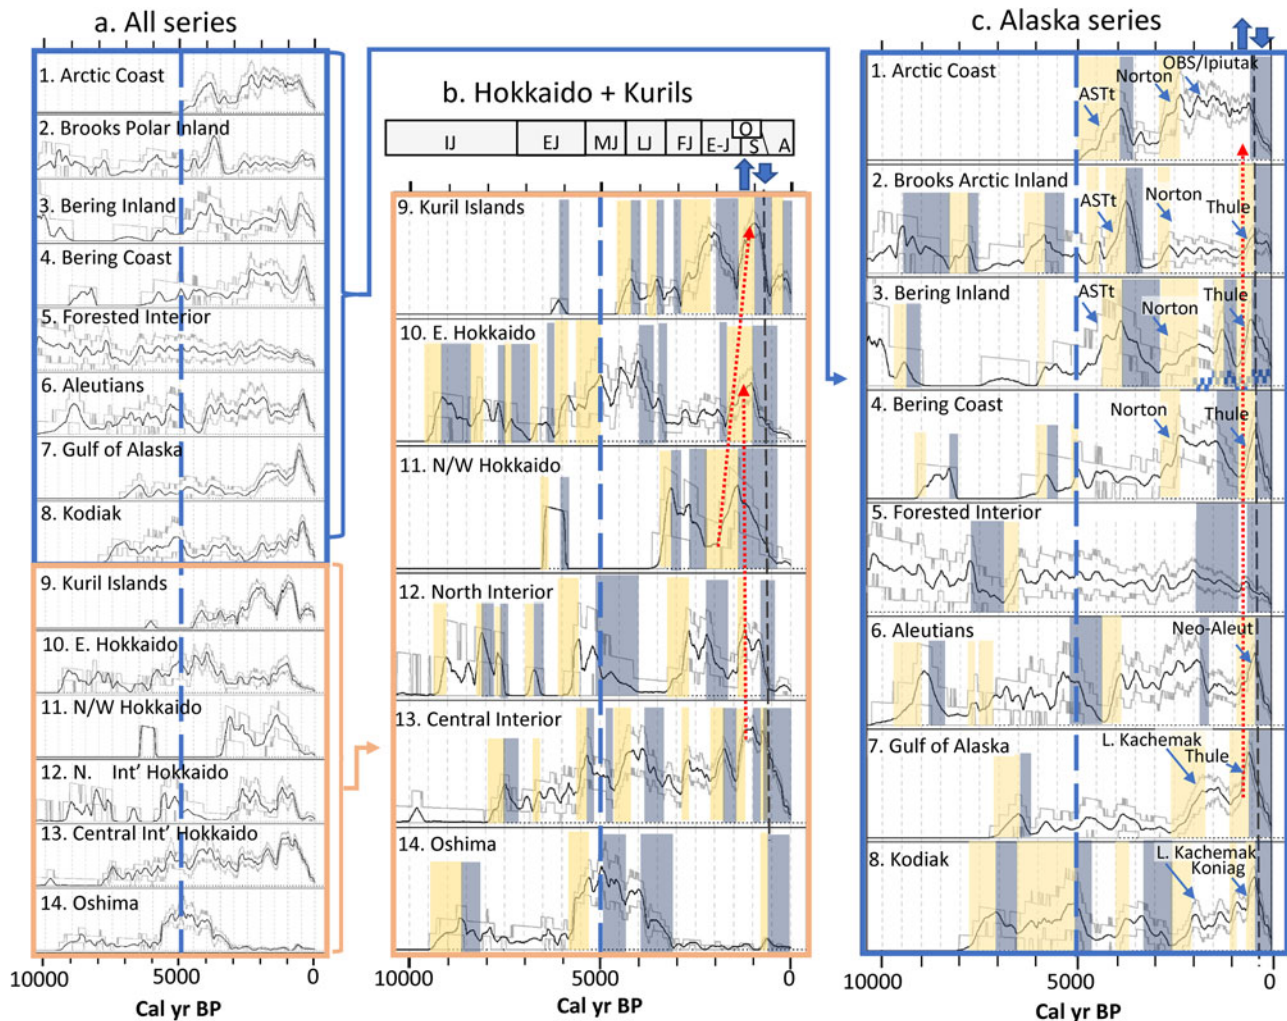 a. All series
1. Arctic Coast
2. Brooks Polar Inland
3. Bering Inland
4. Bering Coast
5. Forested Interior
6. Aleutians
7. Gulf of Alaska
8. Kodiak
9. Kuril Islands
10. E. Hokkaido
11. N/W Hokkaido
12. N. Int' Hokkaido
13. Central Int' Hokkaido
14. Oshima
10000 5000 0
Cal yr BP
b. Hokkaido + Kurils
IJ EJ MJ LJ FJ E-J O S A
9. Kuril Islands
10. E. Hokkaido
11. N/W Hokkaido
12. North Interior
13. Central Interior
14. Oshima
10000 5000 0
Cal yr BP
c. Alaska series
1. Arctic Coast
ASTt
Norton
OBS/Ipiutak
2. Brooks Arctic Inland
ASTt
Norton
Thule
3. Bering Inland
ASTt
Norton
Thule
4. Bering Coast
Norton
Thule
5. Forested Interior
6. Aleutians
Neo-Aleut
7. Gulf of Alaska
L. Kachemak
Thule
8. Kodiak
L. Kachemak
Koniag
10000 5000 0
Cal yr BP